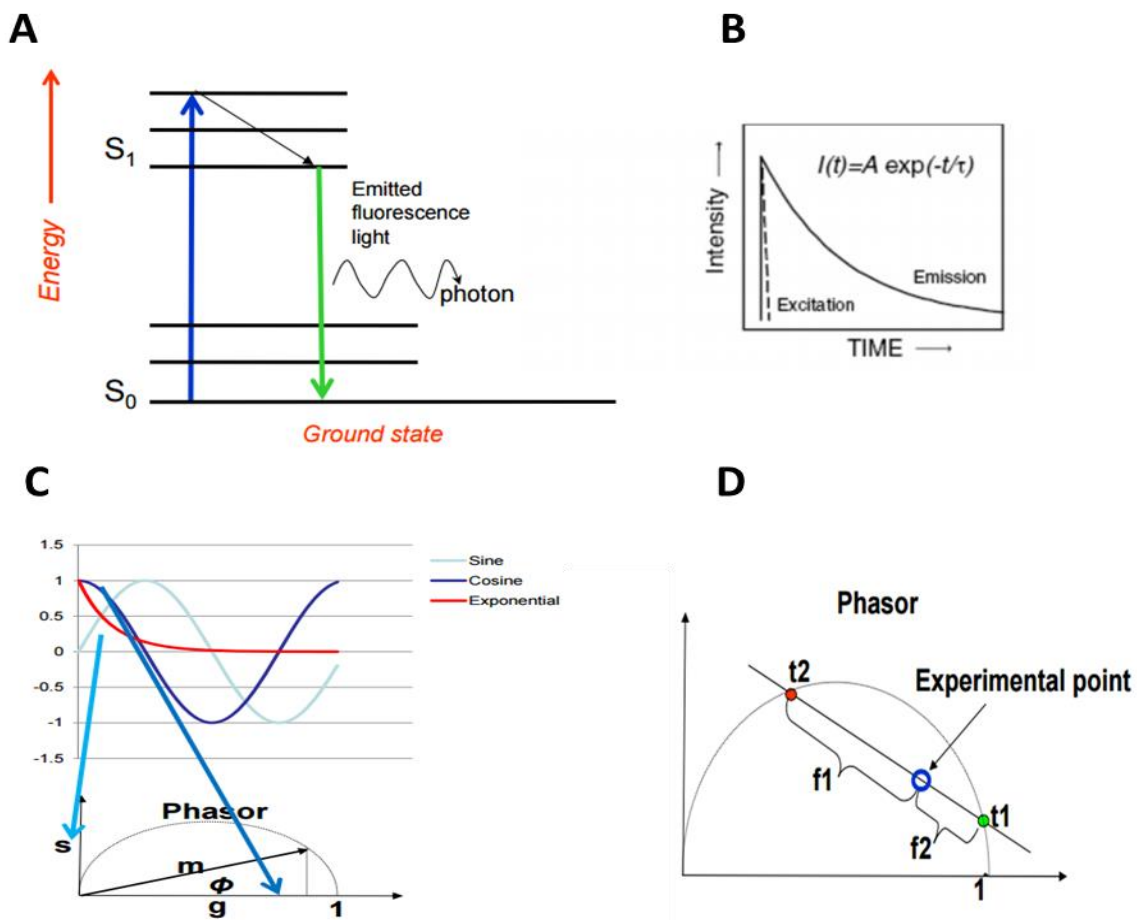 A
Energy
S1
Emitted
fluorescence
light
photon
S0
Ground state
B
Intensity
I(t)=A exp(-t/τ)
Emission
Excitation
TIME
C
1.5
1
0.5
0
-0.5
-1
-1.5
Sine
Cosine
Exponential
Phasor
s
m
Φ
g
1
D
Phasor
t2
Experimental point
f1
t1
f2
1